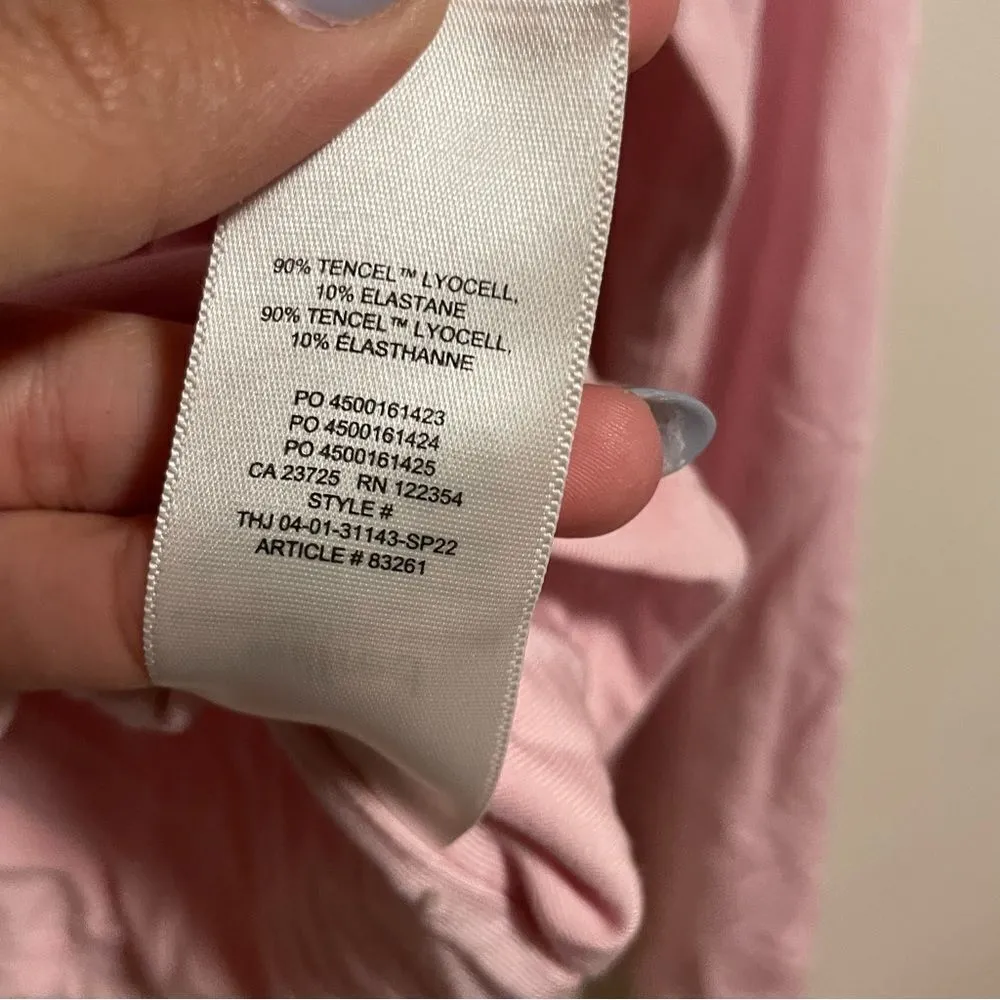 90% TENCEL™ LYOCELL,
10% ELASTANE
90% TENCEL™ LYOCELL,
10% ÉLASTHANNE
PO 4500161423
PO 4500161424
PO 4500161425
CA 23725 RN 122354
STYLE #
THJ 04-01-31143-SP22
ARTICLE # 83261